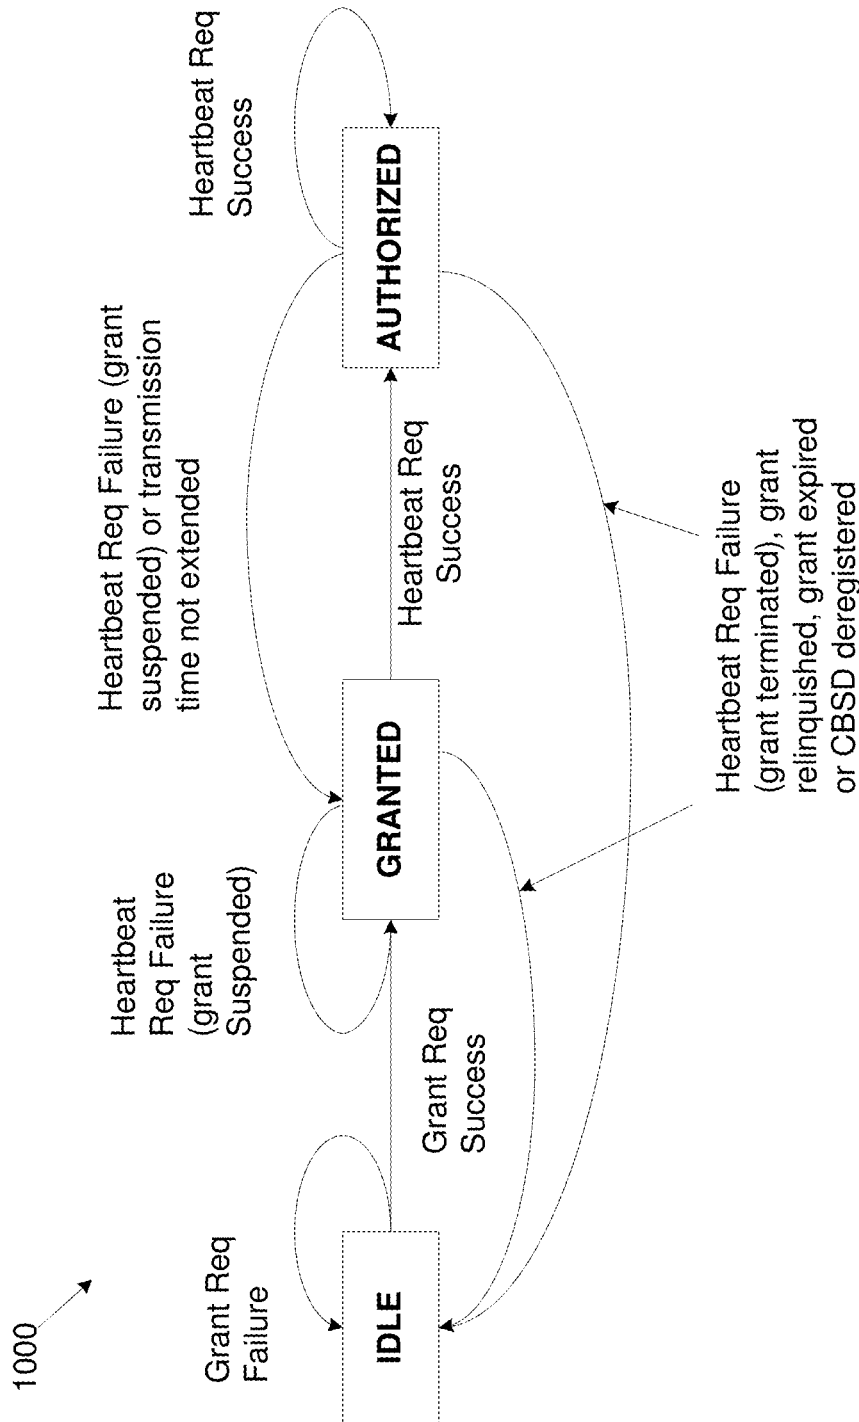 1000
Grant Req
Failure
Heartbeat
Req Failure
(grant
Suspended)
Heartbeat Req Failure (grant
suspended) or transmission
time not extended
Heartbeat Req
Success
IDLE
Grant Req
Success
GRANTED
Heartbeat Req
Success
AUTHORIZED
Heartbeat Req Failure
(grant terminated), grant
relinquished, grant expired
or CBSD deregistered